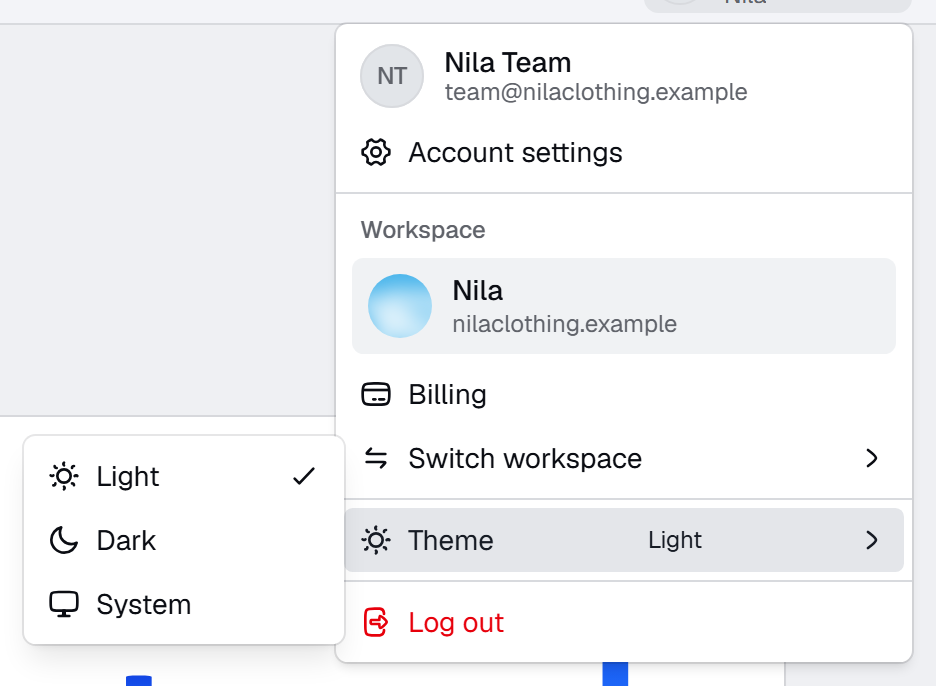 NT
Nila Team
team@nilaclothing.example
Account settings
Workspace
Nila
nilaclothing.example
Billing
Switch workspace
Theme Light
Log out
Light
Dark
System